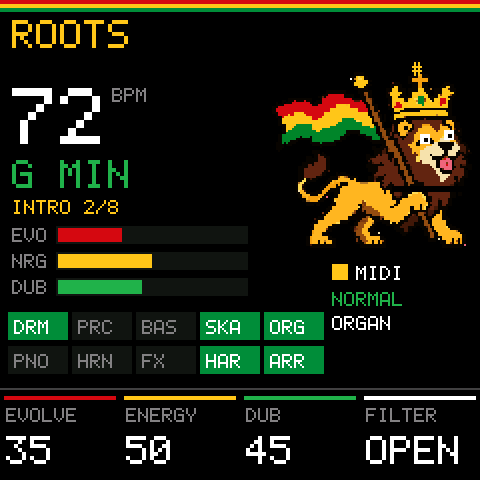 ROOTS
72 BPM
G MIN
INTRO 2/8
EVO
NRG
DUB
MIDI
NORMAL
ORGAN
DRM PRC BAS SKA ORG
PNO HRN FX HAR ARR
EVOLVE ENERGY DUB FILTER
35 50 45 OPEN